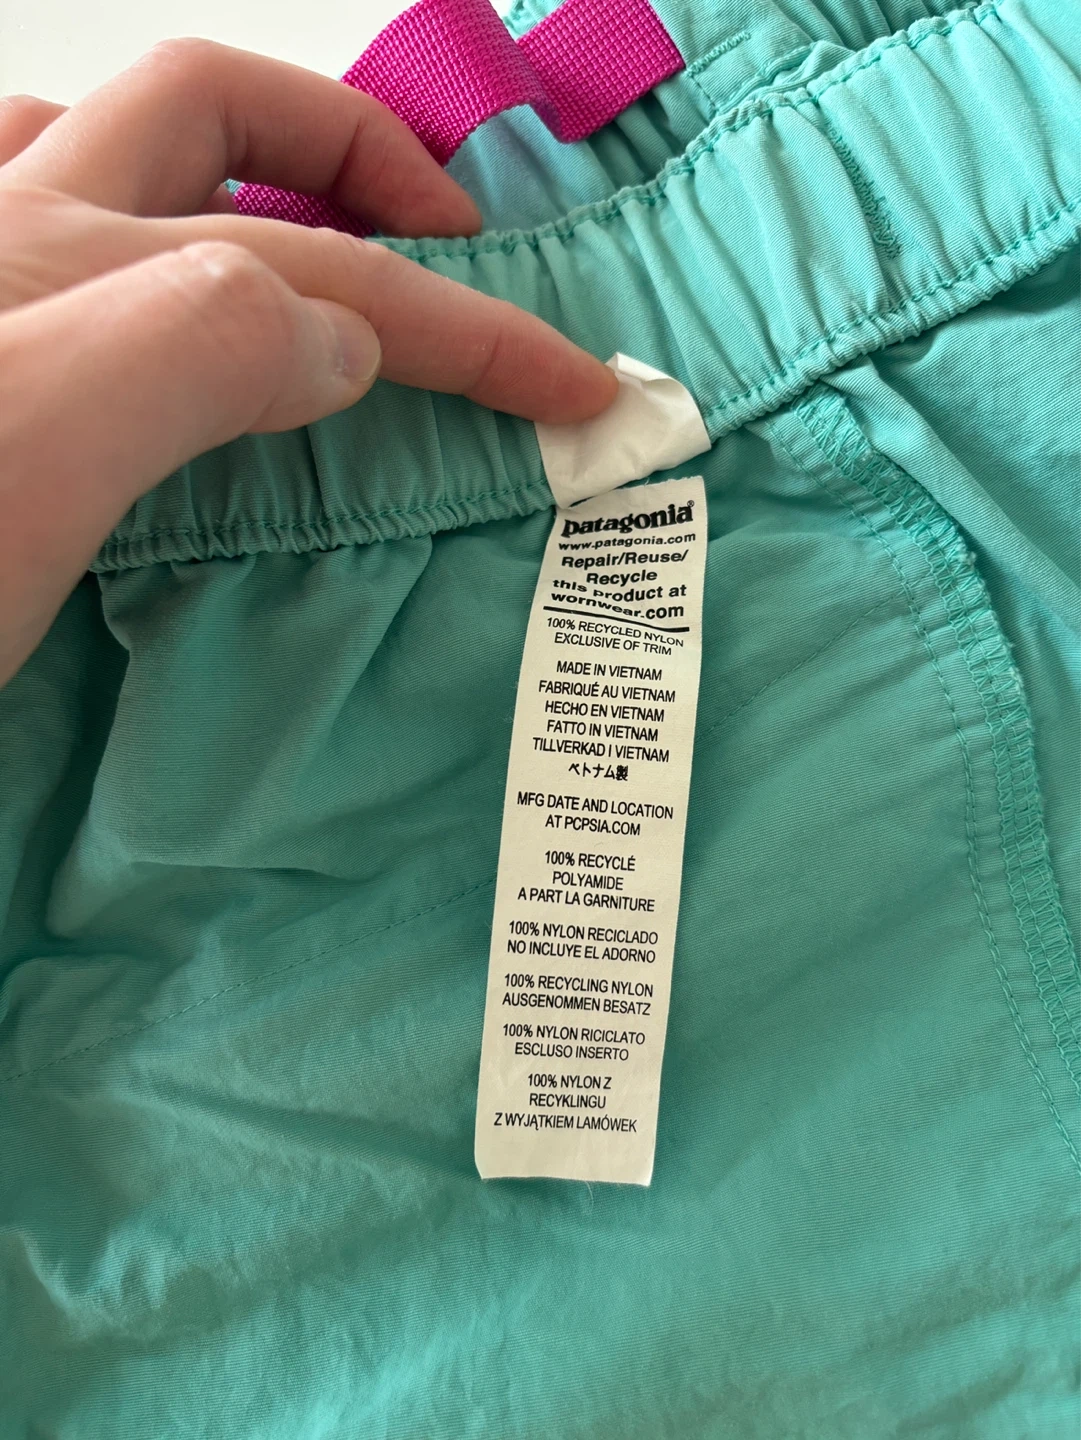 patagonia®
www.patagonia.com
Repair/Reuse/
Recycle
this product at
wornwear.com
100% RECYCLED NYLON
EXCLUSIVE OF TRIM
MADE IN VIETNAM
FABRIQUÉ AU VIETNAM
HECHO EN VIETNAM
FATTO IN VIETNAM
TILLVERKAD I VIETNAM
ベトナム製
MFG DATE AND LOCATION
AT PCPSIA.COM
100% RECYCLÉ
POLYAMIDE
A PART LA GARNITURE
100% NYLON RECICLADO
NO INCLUYE EL ADORNO
100% RECYCLING NYLON
AUSGENOMMEN BESATZ
100% NYLON RICICLATO
ESCLUSO INSERTO
100% NYLON Z
RECYKLINGU
Z WYJĄTKIEM LAMÓWEK